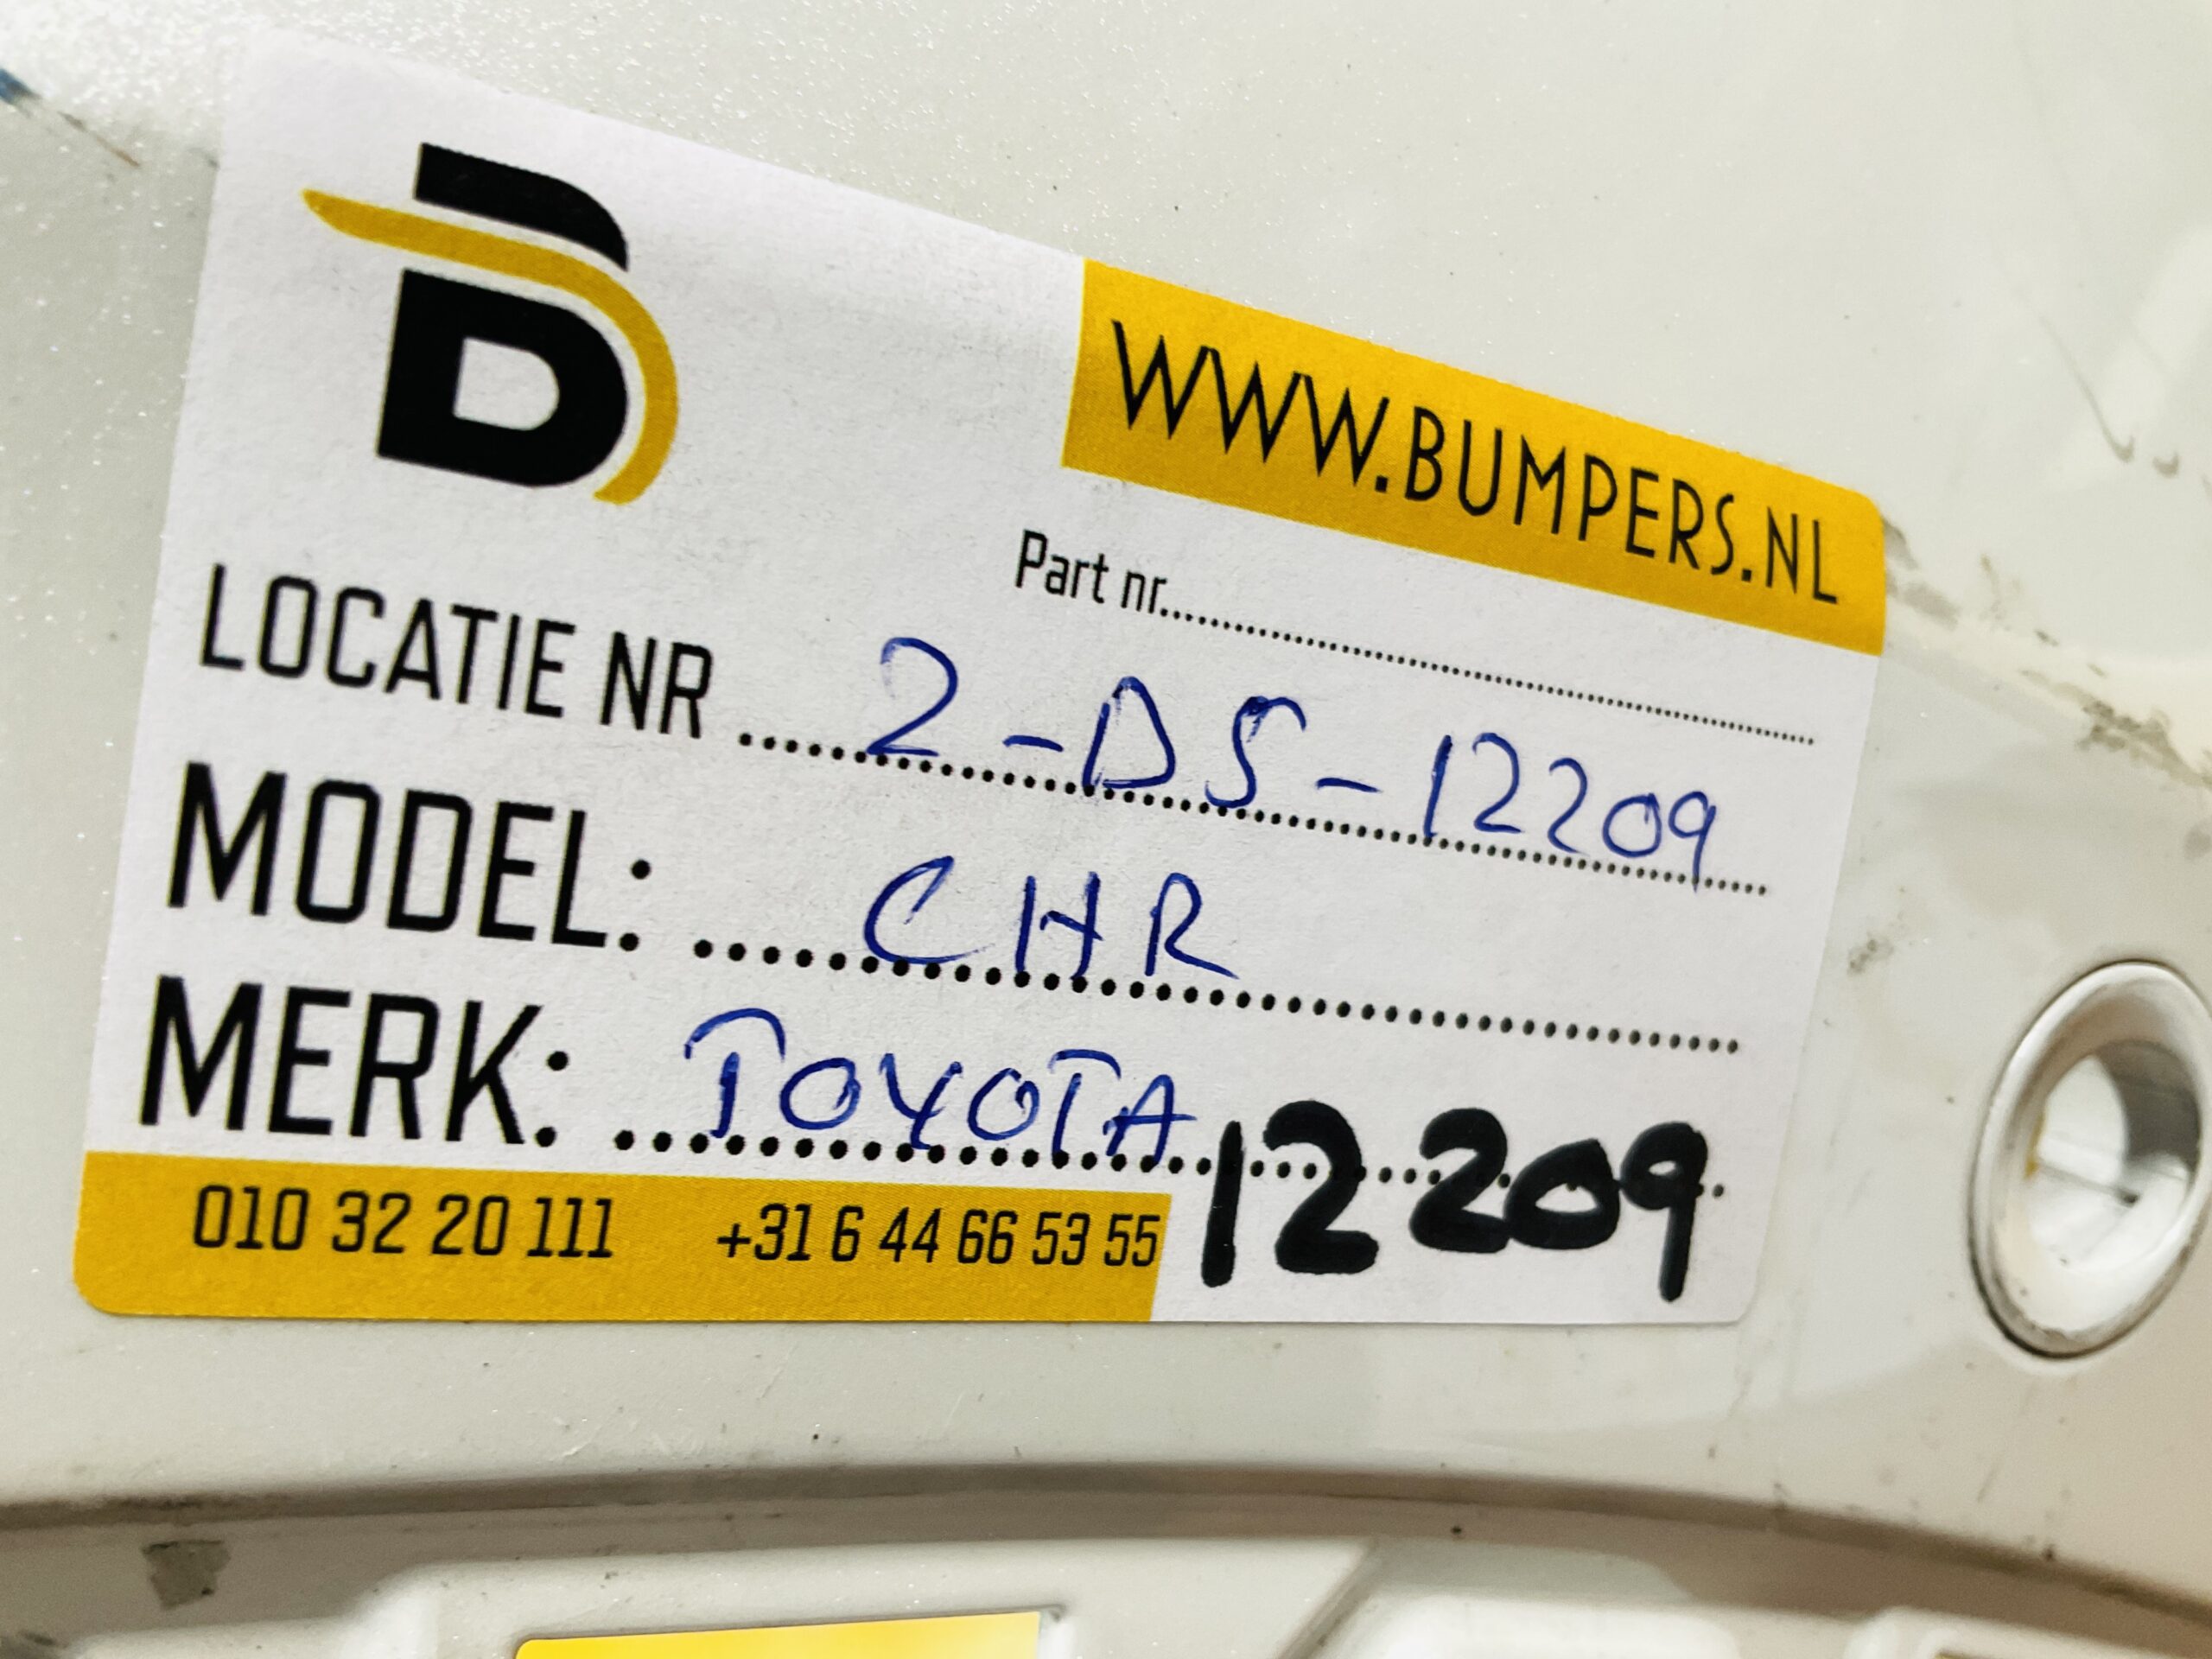 B
WWW.BUMPERS.NL
Part nr......
LOCATIE NR ...... 2-DS-12209
MODEL: ...... CHR
MERK: ...... TOYOTA
12209
010 32 20 111 +31 6 44 66 53 55